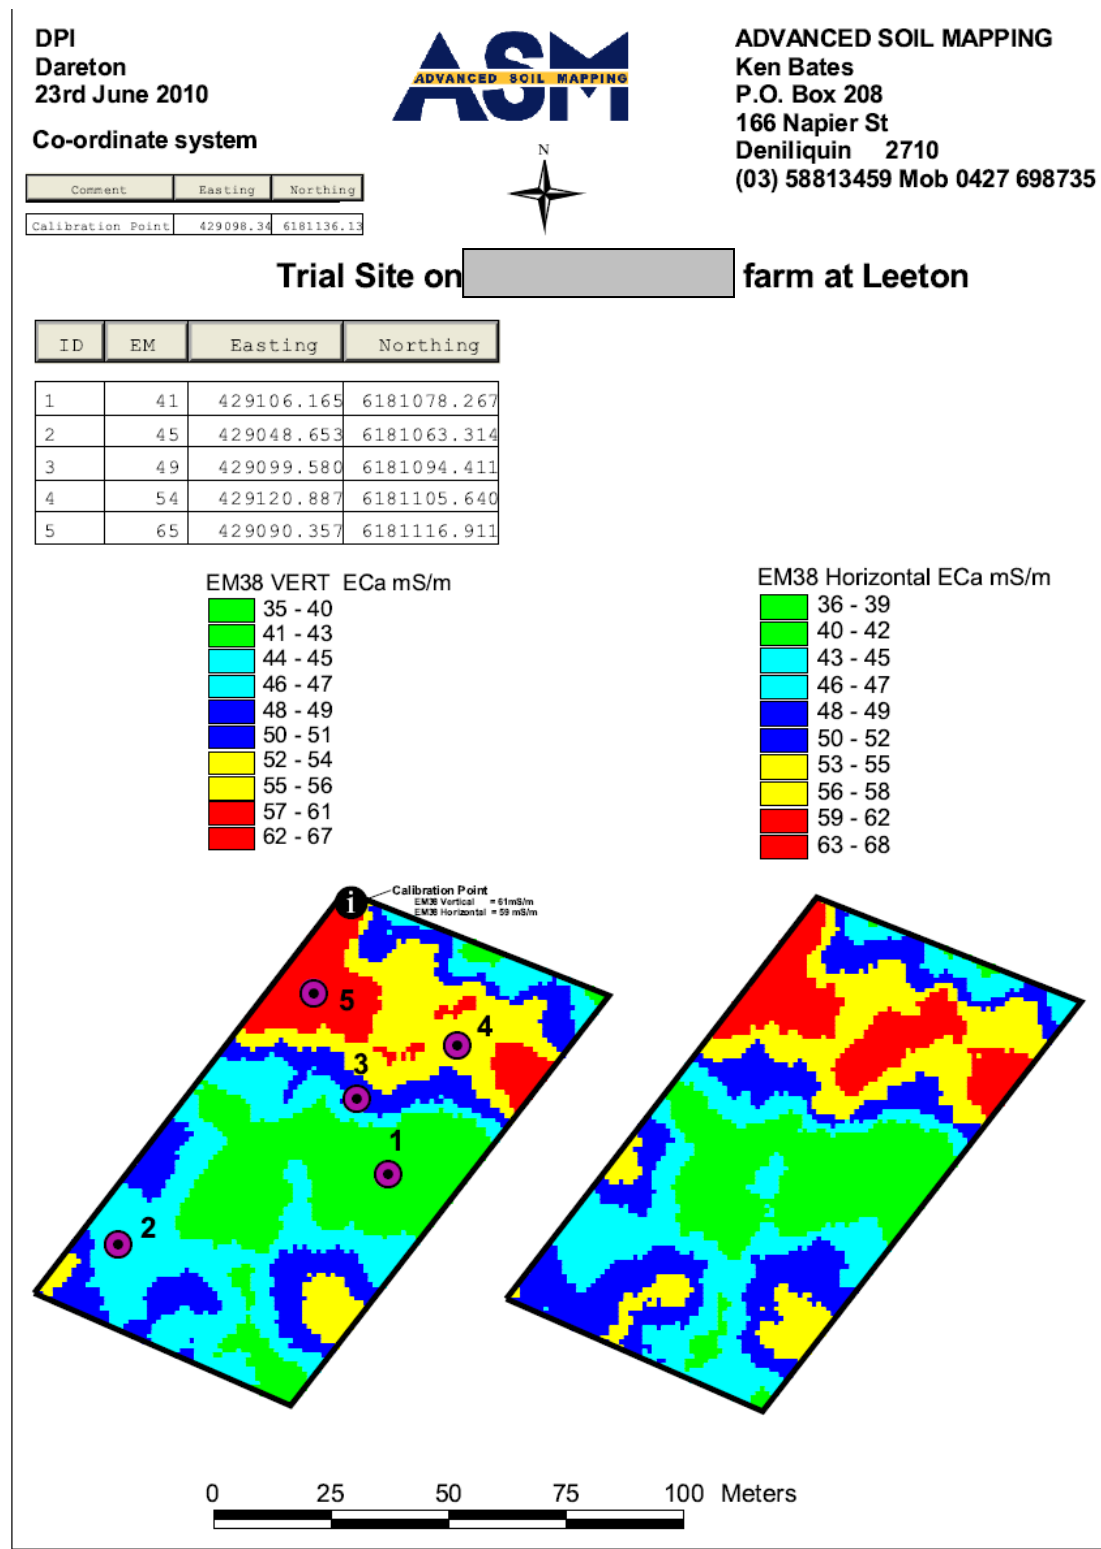 DPI
Dareton
23rd June 2010
Co-ordinate system
Comment Easting Northing
Calibration Point 429098.34 6181136.13
ASM
ADVANCED SOIL MAPPING
N
ADVANCED SOIL MAPPING
Ken Bates
P.O. Box 208
166 Napier St
Deniliquin 2710
(03) 58813459 Mob 0427 698735
Trial Site on farm at Leeton
ID EM Easting Northing
1 41 429106.165 6181078.267
2 45 429048.653 6181063.314
3 49 429099.580 6181094.411
4 54 429120.887 6181105.640
5 65 429090.357 6181116.911
EM38 VERT ECa mS/m
35 - 40
41 - 43
44 - 45
46 - 47
48 - 49
50 - 51
52 - 54
55 - 56
57 - 61
62 - 67
EM38 Horizontal ECa mS/m
36 - 39
40 - 42
43 - 45
46 - 47
48 - 49
50 - 52
53 - 55
56 - 58
59 - 62
63 - 68
i
Calibration Point
EM38 Vertical = 61mS/m
EM38 Horizontal = 59 mS/m
5
4
3
1
2
0 25 50 75 100 Meters